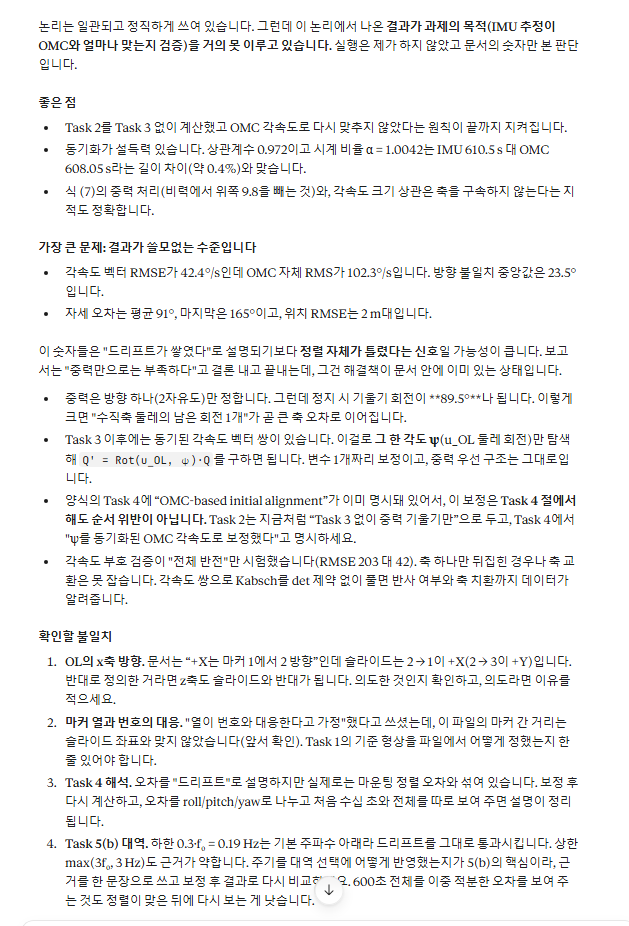 논리는 일관되고 정직하게 쓰여 있습니다. 그런데 이 논리에서 나온 결과가 과제의 목적(IMU 추정이
OMC와 얼마나 맞는지 검증)을 거의 못 이루고 있습니다. 실행은 제가 하지 않았고 문서의 숫자만 본 판단
입니다.
좋은 점
• Task 2를 Task 3 없이 계산했고 OMC 각속도로 다시 맞추지 않았다는 원칙이 끝까지 지켜집니다.
• 동기화가 설득력 있습니다. 상관계수 0.972이고 시계 비율 α = 1.0042는 IMU 610.5 s 대 OMC
608.05 s라는 길이 차이(약 0.4%)와 맞습니다.
• 식 (7)의 중력 처리(비력에서 위쪽 9.8을 빼는 것)와, 각속도 크기 상관은 축을 구속하지 않는다는 지
적도 정확합니다.
가장 큰 문제: 결과가 쓸모없는 수준입니다
• 각속도 벡터 RMSE가 42.4°/s인데 OMC 자체 RMS가 102.3°/s입니다. 방향 불일치 중앙값은 23.5°
입니다.
• 자세 오차는 평균 91°, 마지막은 165°이고, 위치 RMSE는 2 m대입니다.
이 숫자들은 "드리프트가 쌓였다"로 설명되기보다 정렬 자체가 틀렸다는 신호일 가능성이 큽니다. 보고
서는 "중력만으로는 부족하다"고 결론 내고 끝내는데, 그건 해결책이 문서 안에 이미 있는 상태입니다.
• 중력은 방향 하나(2자유도)만 정합니다. 그런데 정지 시 기울기 회전이 **89.5°**나 됩니다. 이렇게
크면 "수직축 둘레의 남은 회전 1개"가 곧 큰 축 오차로 이어집니다.
• Task 3 이후에는 동기된 각속도 벡터 쌍이 있습니다. 이걸로 그 한 각도 ψ(u_OL 둘레 회전)만 탐색
해 Q' = Rot(u_OL, ψ)·Q 를 구하면 됩니다. 변수 1개짜리 보정이고, 중력 우선 구조는 그대로입
니다.
• 양식의 Task 4에 “OMC-based initial alignment”가 이미 명시돼 있어서, 이 보정은 Task 4 절에서
해도 순서 위반이 아닙니다. Task 2는 지금처럼 “Task 3 없이 중력 기울기만”으로 두고, Task 4에서
"ψ를 동기화된 OMC 각속도로 보정했다"고 명시하세요.
• 각속도 부호 검증이 "전체 반전"만 시험했습니다(RMSE 203 대 42). 축 하나만 뒤집힌 경우나 축 교
환은 못 잡습니다. 각속도 쌍으로 Kabsch를 det 제약 없이 풀면 반사 여부와 축 치환까지 데이터가
알려줍니다.
확인할 불일치
1. OL의 x축 방향. 문서는 “+X는 마커 1에서 2 방향”인데 슬라이드는 2→1이 +X(2→3이 +Y)입니다.
반대로 정의한 거라면 z축도 슬라이드와 반대가 됩니다. 의도한 것인지 확인하고, 의도라면 이유를
적으세요.
2. 마커 열과 번호의 대응. "열이 번호와 대응한다고 가정"했다고 쓰셨는데, 이 파일의 마커 간 거리는
슬라이드 좌표와 맞지 않았습니다(앞서 확인). Task 1의 기준 형상을 파일에서 어떻게 정했는지 한
줄 있어야 합니다.
3. Task 4 해석. 오차를 "드리프트"로 설명하지만 실제로는 마운팅 정렬 오차와 섞여 있습니다. 보정 후
다시 계산하고, 오차를 roll/pitch/yaw로 나누고 처음 수십 초와 전체를 따로 보여 주면 설명이 정리
됩니다.
4. Task 5(b) 대역. 하한 0.3·f₀ = 0.19 Hz는 기본 주파수 아래라 드리프트를 그대로 통과시킵니다. 상한
max(3f₀, 3 Hz)도 근거가 약합니다. 주기를 대역 선택에 어떻게 반영했는지가 5(b)의 핵심이라, 근
거를 한 문장으로 쓰고 보정 후 결과로 다시 비교 요. 600초 전체를 이중 적분한 오차를 보여 주
는 것도 정렬이 맞은 뒤에 다시 보는 게 낫습니다.